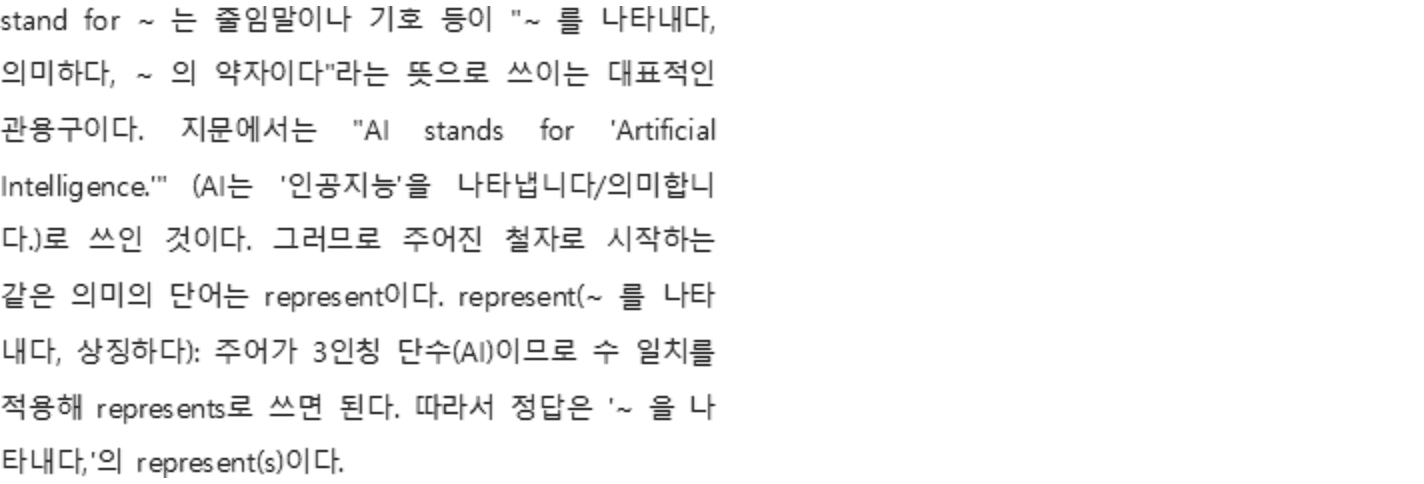 stand for ~ 는 줄임말이나 기호 등이 "~ 를 나타내다,
의미하다, ~ 의 약자이다"라는 뜻으로 쓰이는 대표적인
관용구이다. 지문에서는 "AI stands for 'Artificial
Intelligence.'" (AI는 '인공지능'을 나타냅니다/의미합니
다.)로 쓰인 것이다. 그러므로 주어진 철자로 시작하는
같은 의미의 단어는 represent이다. represent(~ 를 나타
내다, 상징하다): 주어가 3인칭 단수(AI)이므로 수 일치를
적용해 represents로 쓰면 된다. 따라서 정답은 '~ 을 나
타내다,'의 represent(s)이다.